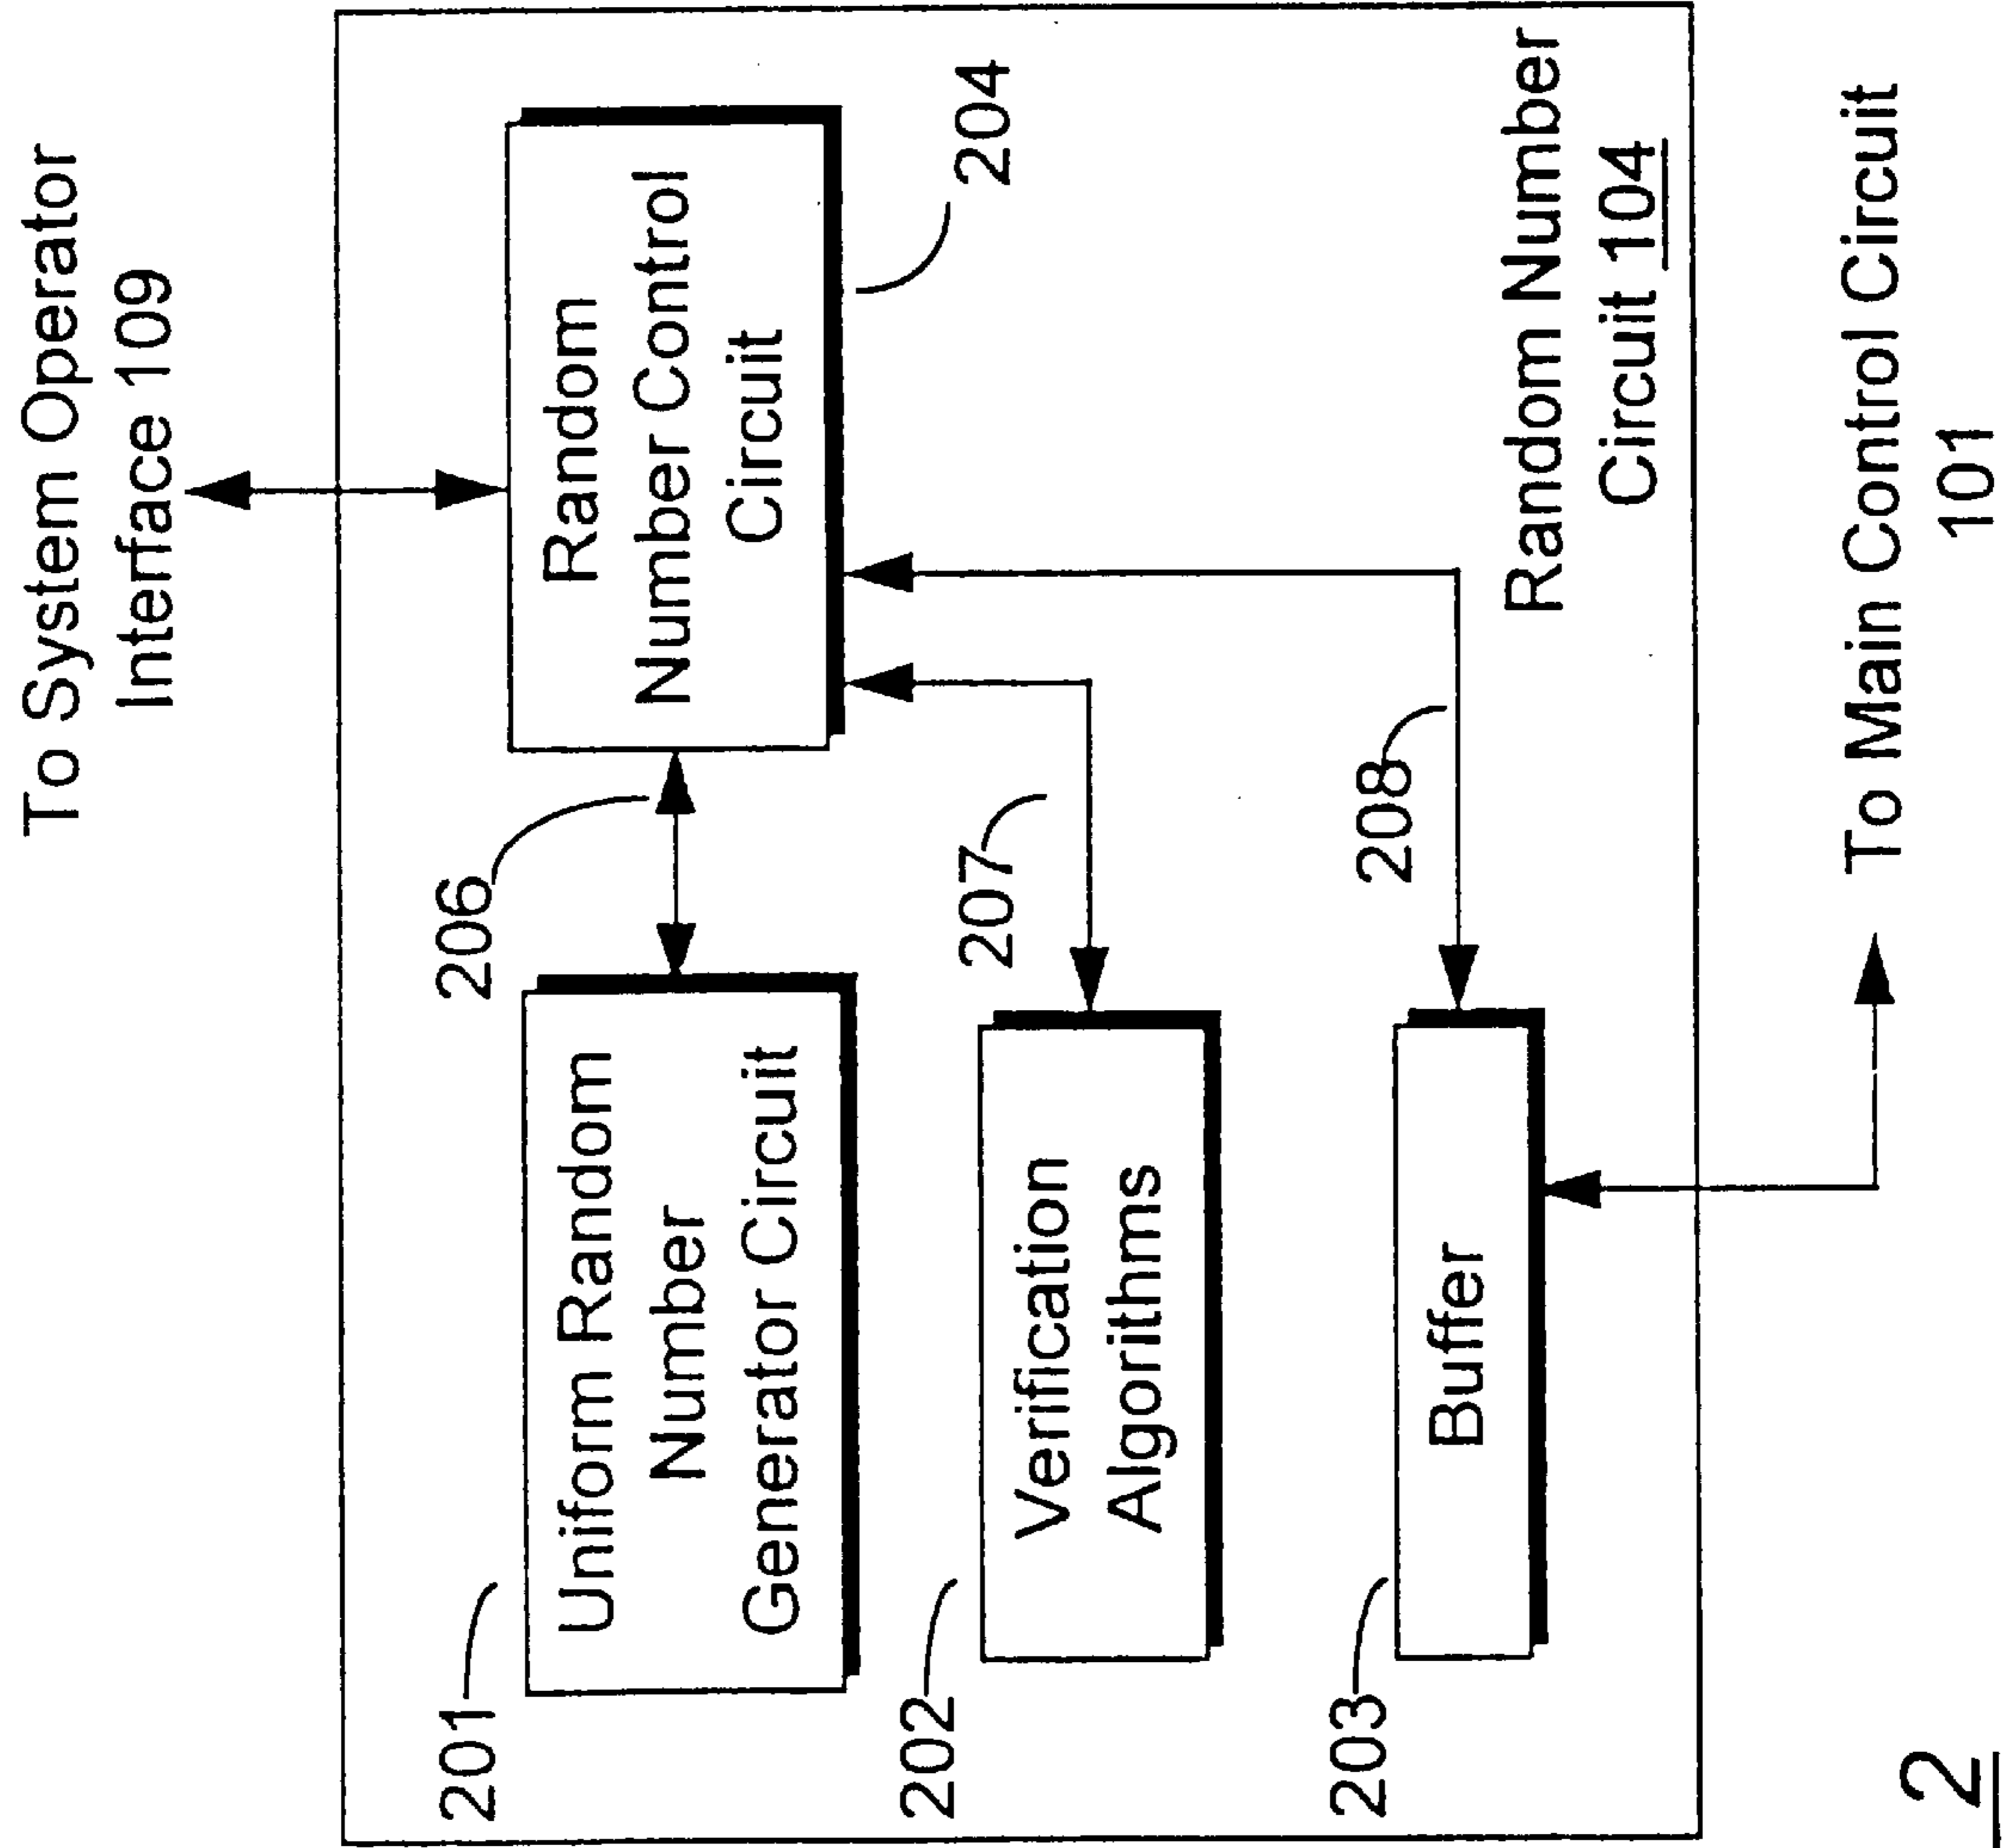 To System Operator
Interface 109
206
201
Uniform Random
Number
Generator Circuit
Random
Number Control
Circuit
204
207
202
Verification
Algorithms
208
203
Buffer
Random Number
Circuit 104
To Main Control Circuit
101
2